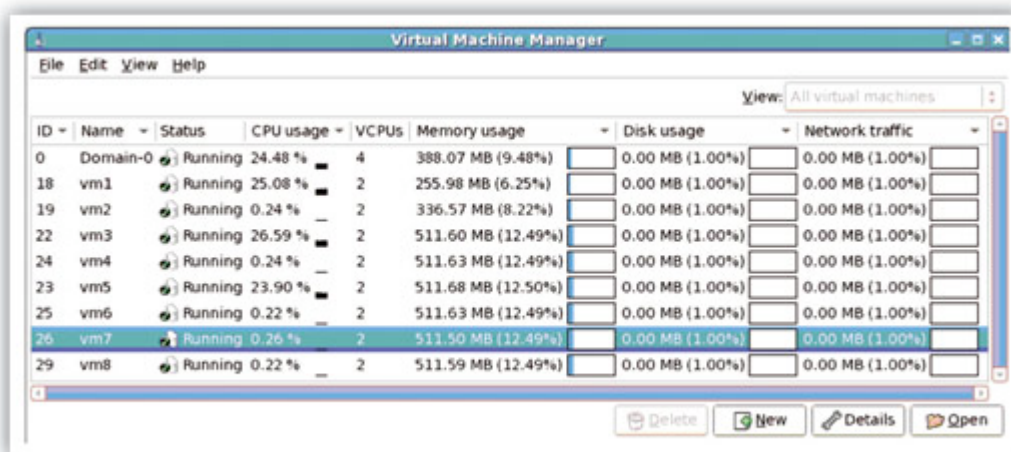 Virtual Machine Manager
File Edit View Help
View: All virtual machines
ID Name Status CPU usage VCPUs Memory usage Disk usage Network traffic
0 Domain-0 Running 24.48 % 4 388.07 MB (9.48%) 0.00 MB (1.00%) 0.00 MB (1.00%)
18 vm1 Running 25.08 % 2 255.98 MB (6.25%) 0.00 MB (1.00%) 0.00 MB (1.00%)
19 vm2 Running 0.24 % 2 336.57 MB (8.22%) 0.00 MB (1.00%) 0.00 MB (1.00%)
22 vm3 Running 26.59 % 2 511.60 MB (12.49%) 0.00 MB (1.00%) 0.00 MB (1.00%)
24 vm4 Running 0.24 % 2 511.63 MB (12.49%) 0.00 MB (1.00%) 0.00 MB (1.00%)
23 vm5 Running 23.90 % 2 511.68 MB (12.50%) 0.00 MB (1.00%) 0.00 MB (1.00%)
25 vm6 Running 0.22 % 2 511.63 MB (12.49%) 0.00 MB (1.00%) 0.00 MB (1.00%)
26 vm7 Running 0.26 % 2 511.50 MB (12.49%) 0.00 MB (1.00%) 0.00 MB (1.00%)
29 vm8 Running 0.22 % 2 511.59 MB (12.49%) 0.00 MB (1.00%) 0.00 MB (1.00%)
Delete New Details Open